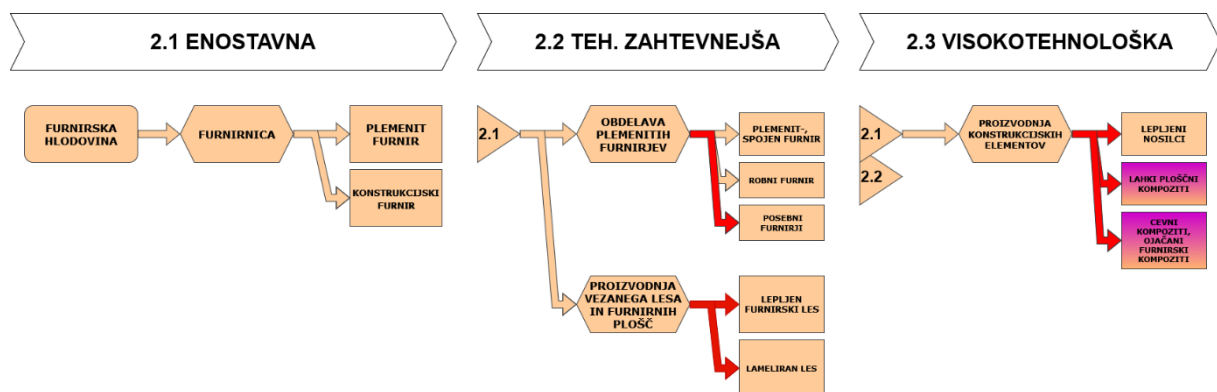 2.1 ENOSTAVNA
2.2 TEH. ZAHTEVNEJŠA
2.3 VISOKOTEHNOLOŠKA
FURNIRSKA
HLODOVINA
FURNIRNICA
PLEMENIT
FURNIR
KONSTRUKCIJSKI
FURNIR
2.1
OBDELAVA
PLEMENITIH
FURNIRJEV
PLEMENIT-,
SPOJEN FURNIR
ROBNI FURNIR
POSEBNI
FURNIRJI
PROIZVODNJA
VEZANEGA LESA
IN FURNIRNIH
PLOŠČ
LEPLJEN
FURNIRSKI LES
LAMELIRAN LES
2.1
2.2
PROIZVODNJA
KONSTRUKCIJSKIH
ELEMENTOV
LEPLJENI
NOSILCI
LAHKI PLOŠČNI
KOMPOZITI
CEVNI
KOMPOZITI,
OJAČANI
FURNIRSKI
KOMPOZITI